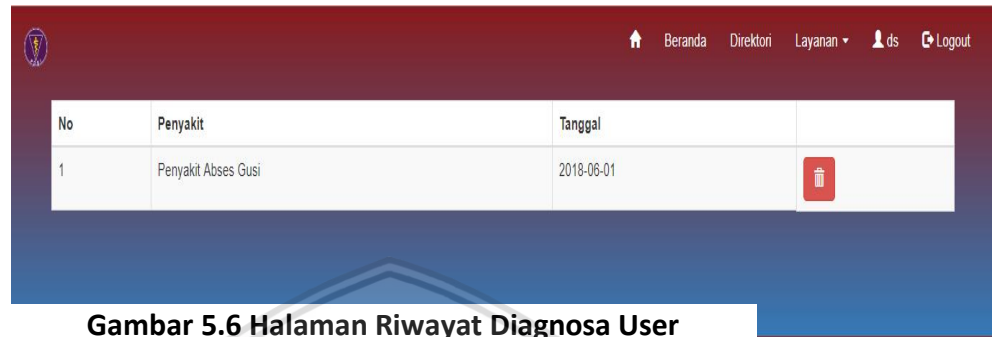 Beranda Direktori Layanan ds Logout
No Penyakit Tanggal
1 Penyakit Abses Gusi 2018-06-01
Gambar 5.6 Halaman Riwayat Diagnosa User